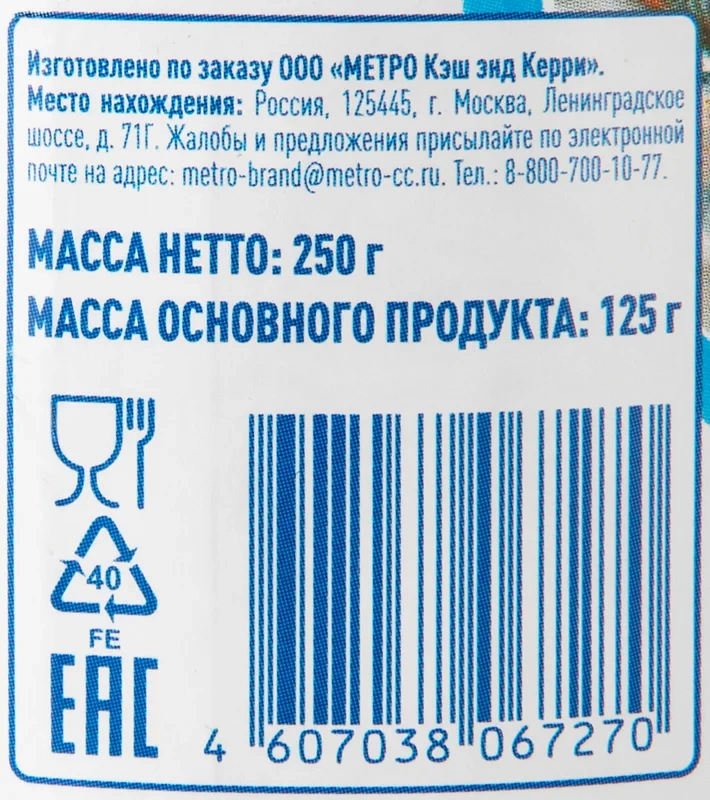 Изготовлено по заказу ООО «МЕТРО Кэш энд Керри».
Место нахождения: Россия, 125445, г. Москва, Ленинградское
шоссе, д. 71Г. Жалобы и предложения присылайте по электронной
почте на адрес: metro-brand@metro-cc.ru. Тел.: 8-800-700-10-77.
МАССА НЕТТО: 250 г
МАССА ОСНОВНОГО ПРОДУКТА: 125 г
40
FE
EAC
4 607038 067270